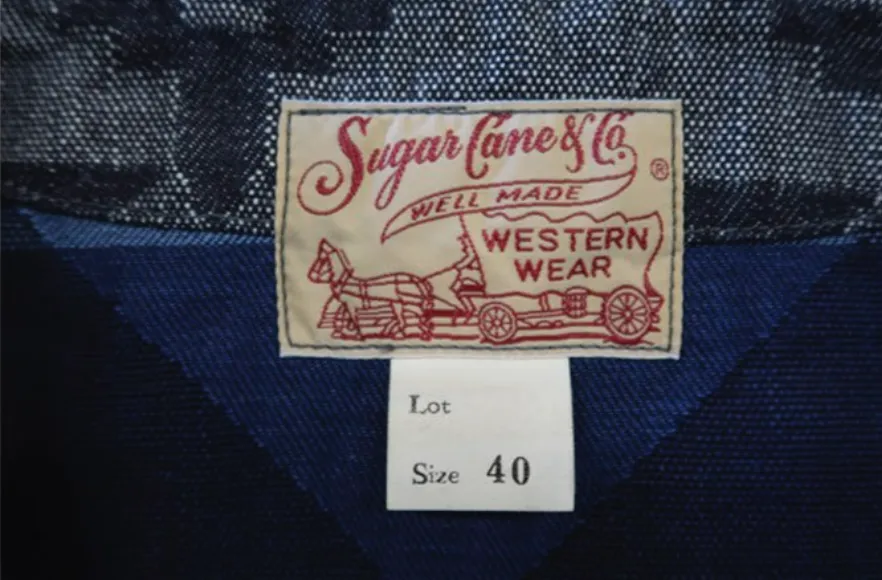 Sugar Cane & Co.
®
WELL MADE
WESTERN
WEAR
Lot
Size 40